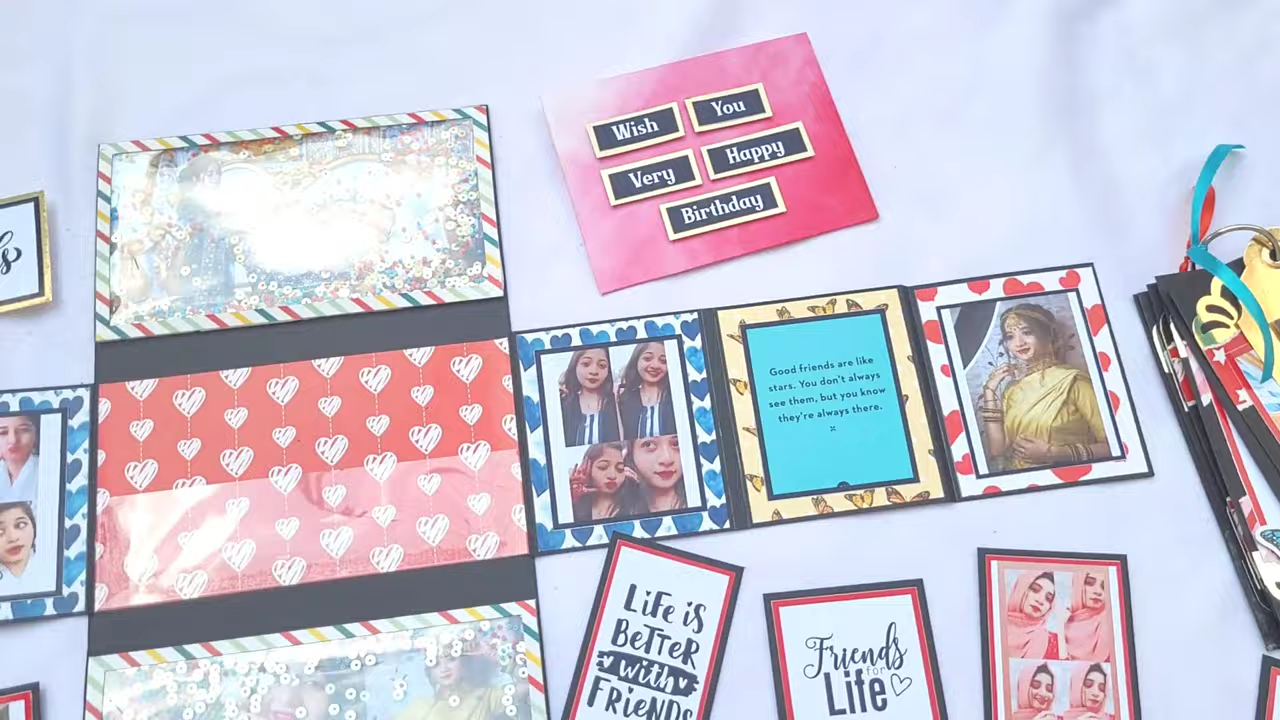 Wish You
Very Happy
Birthday
Good friends are like
stars. You don't always
see them, but you know
they're always there.
LiFe iS
BeTTeR
with
FRieNDS
Friends
for
Life